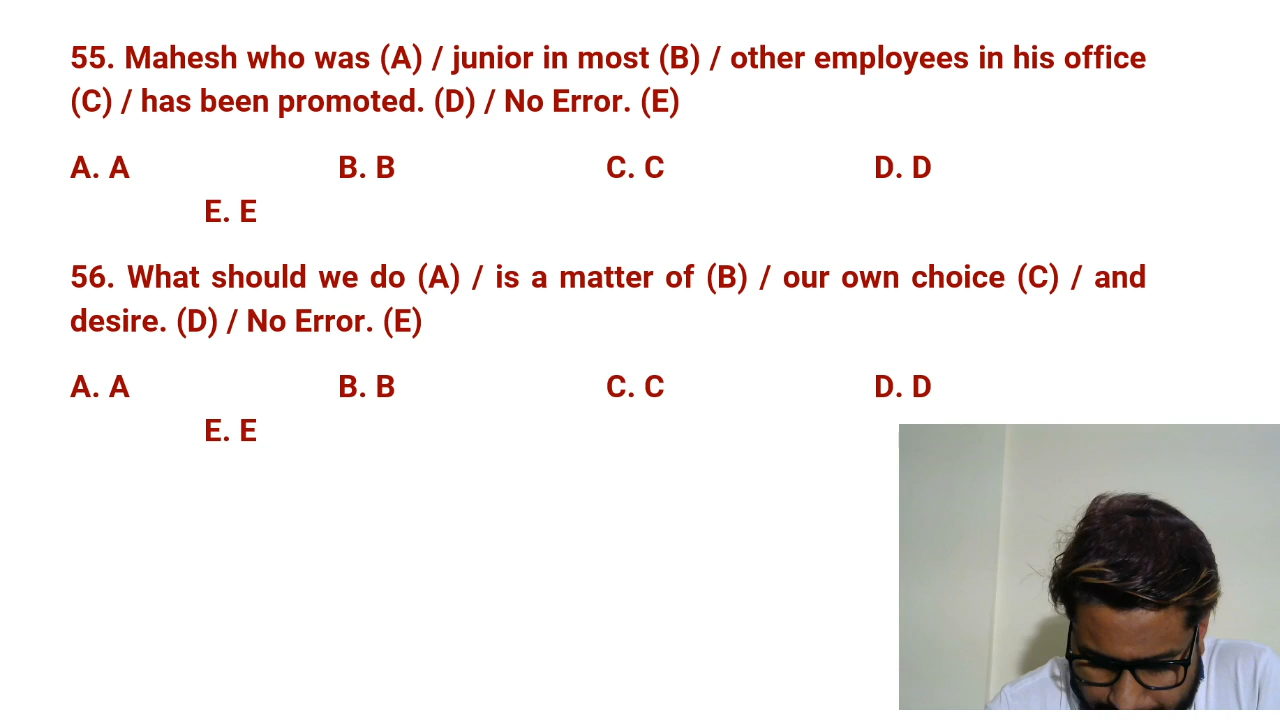 55. Mahesh who was (A) / junior in most (B) / other employees in his office
(C) / has been promoted. (D) / No Error. (E)
A. A B. B C. C D. D
E. E
56. What should we do (A) / is a matter of (B) / our own choice (C) / and
desire. (D) / No Error. (E)
A. A B. B C. C D. D
E. E